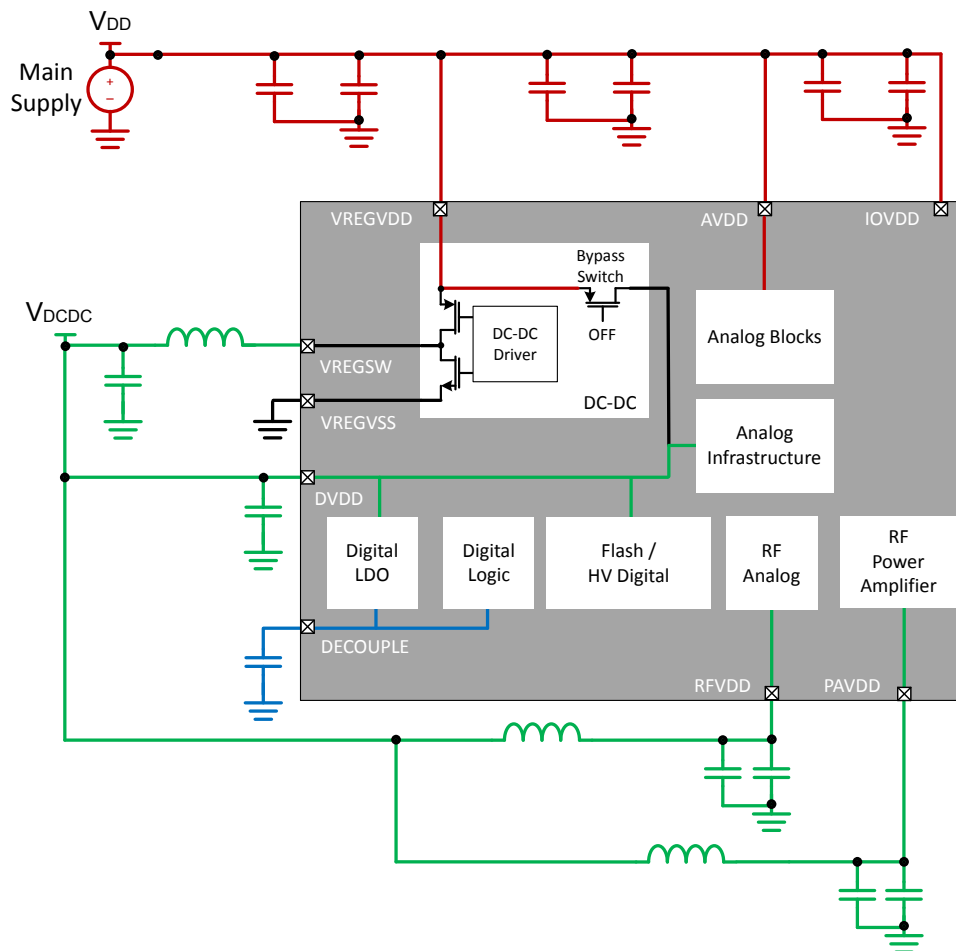 VDD
Main
Supply
+
–
VREGVDD
AVDD
IOVDD
Bypass
Switch
OFF
DC-DC
Driver
DC-DC
Analog Blocks
VDCDC
VREGSW
VREGVSS
Analog
Infrastructure
DVDD
Digital
LDO
Digital
Logic
Flash /
HV Digital
RF
Analog
RF
Power
Amplifier
DECOUPLE
RFVDD
PAVDD